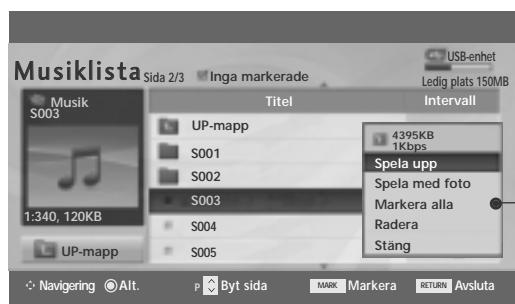 USB-enhet
Musiklista Sida 2/3 Inga markerade
Ledig plats 150MB
Musik
S003
Titel
Intervall
UP-mapp
S001
S002
S003
S004
S005
4395KB
1Kbps
Spela upp
Spela med foto
Markera alla
Radera
Stäng
1:340, 120KB
UP-mapp
Navigering Alt. P Byt sida MARK Markera RETURN Avsluta